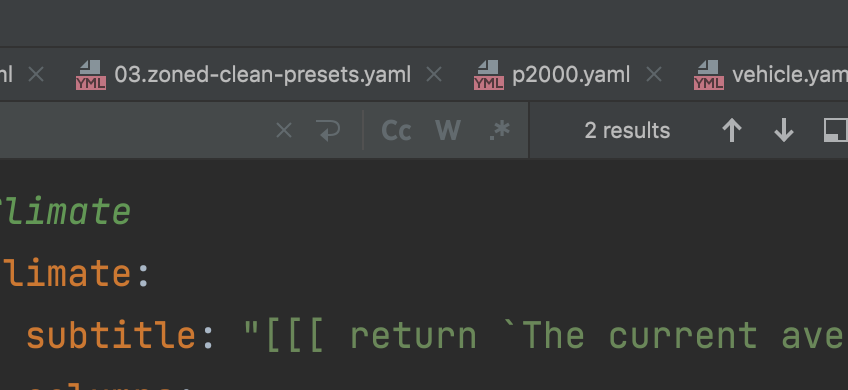 ml YML 03.zoned-clean-presets.yaml YML p2000.yaml YML vehicle.yam
Cc W .* 2 results
limate
limate:
subtitle: "[[[ return `The current ave